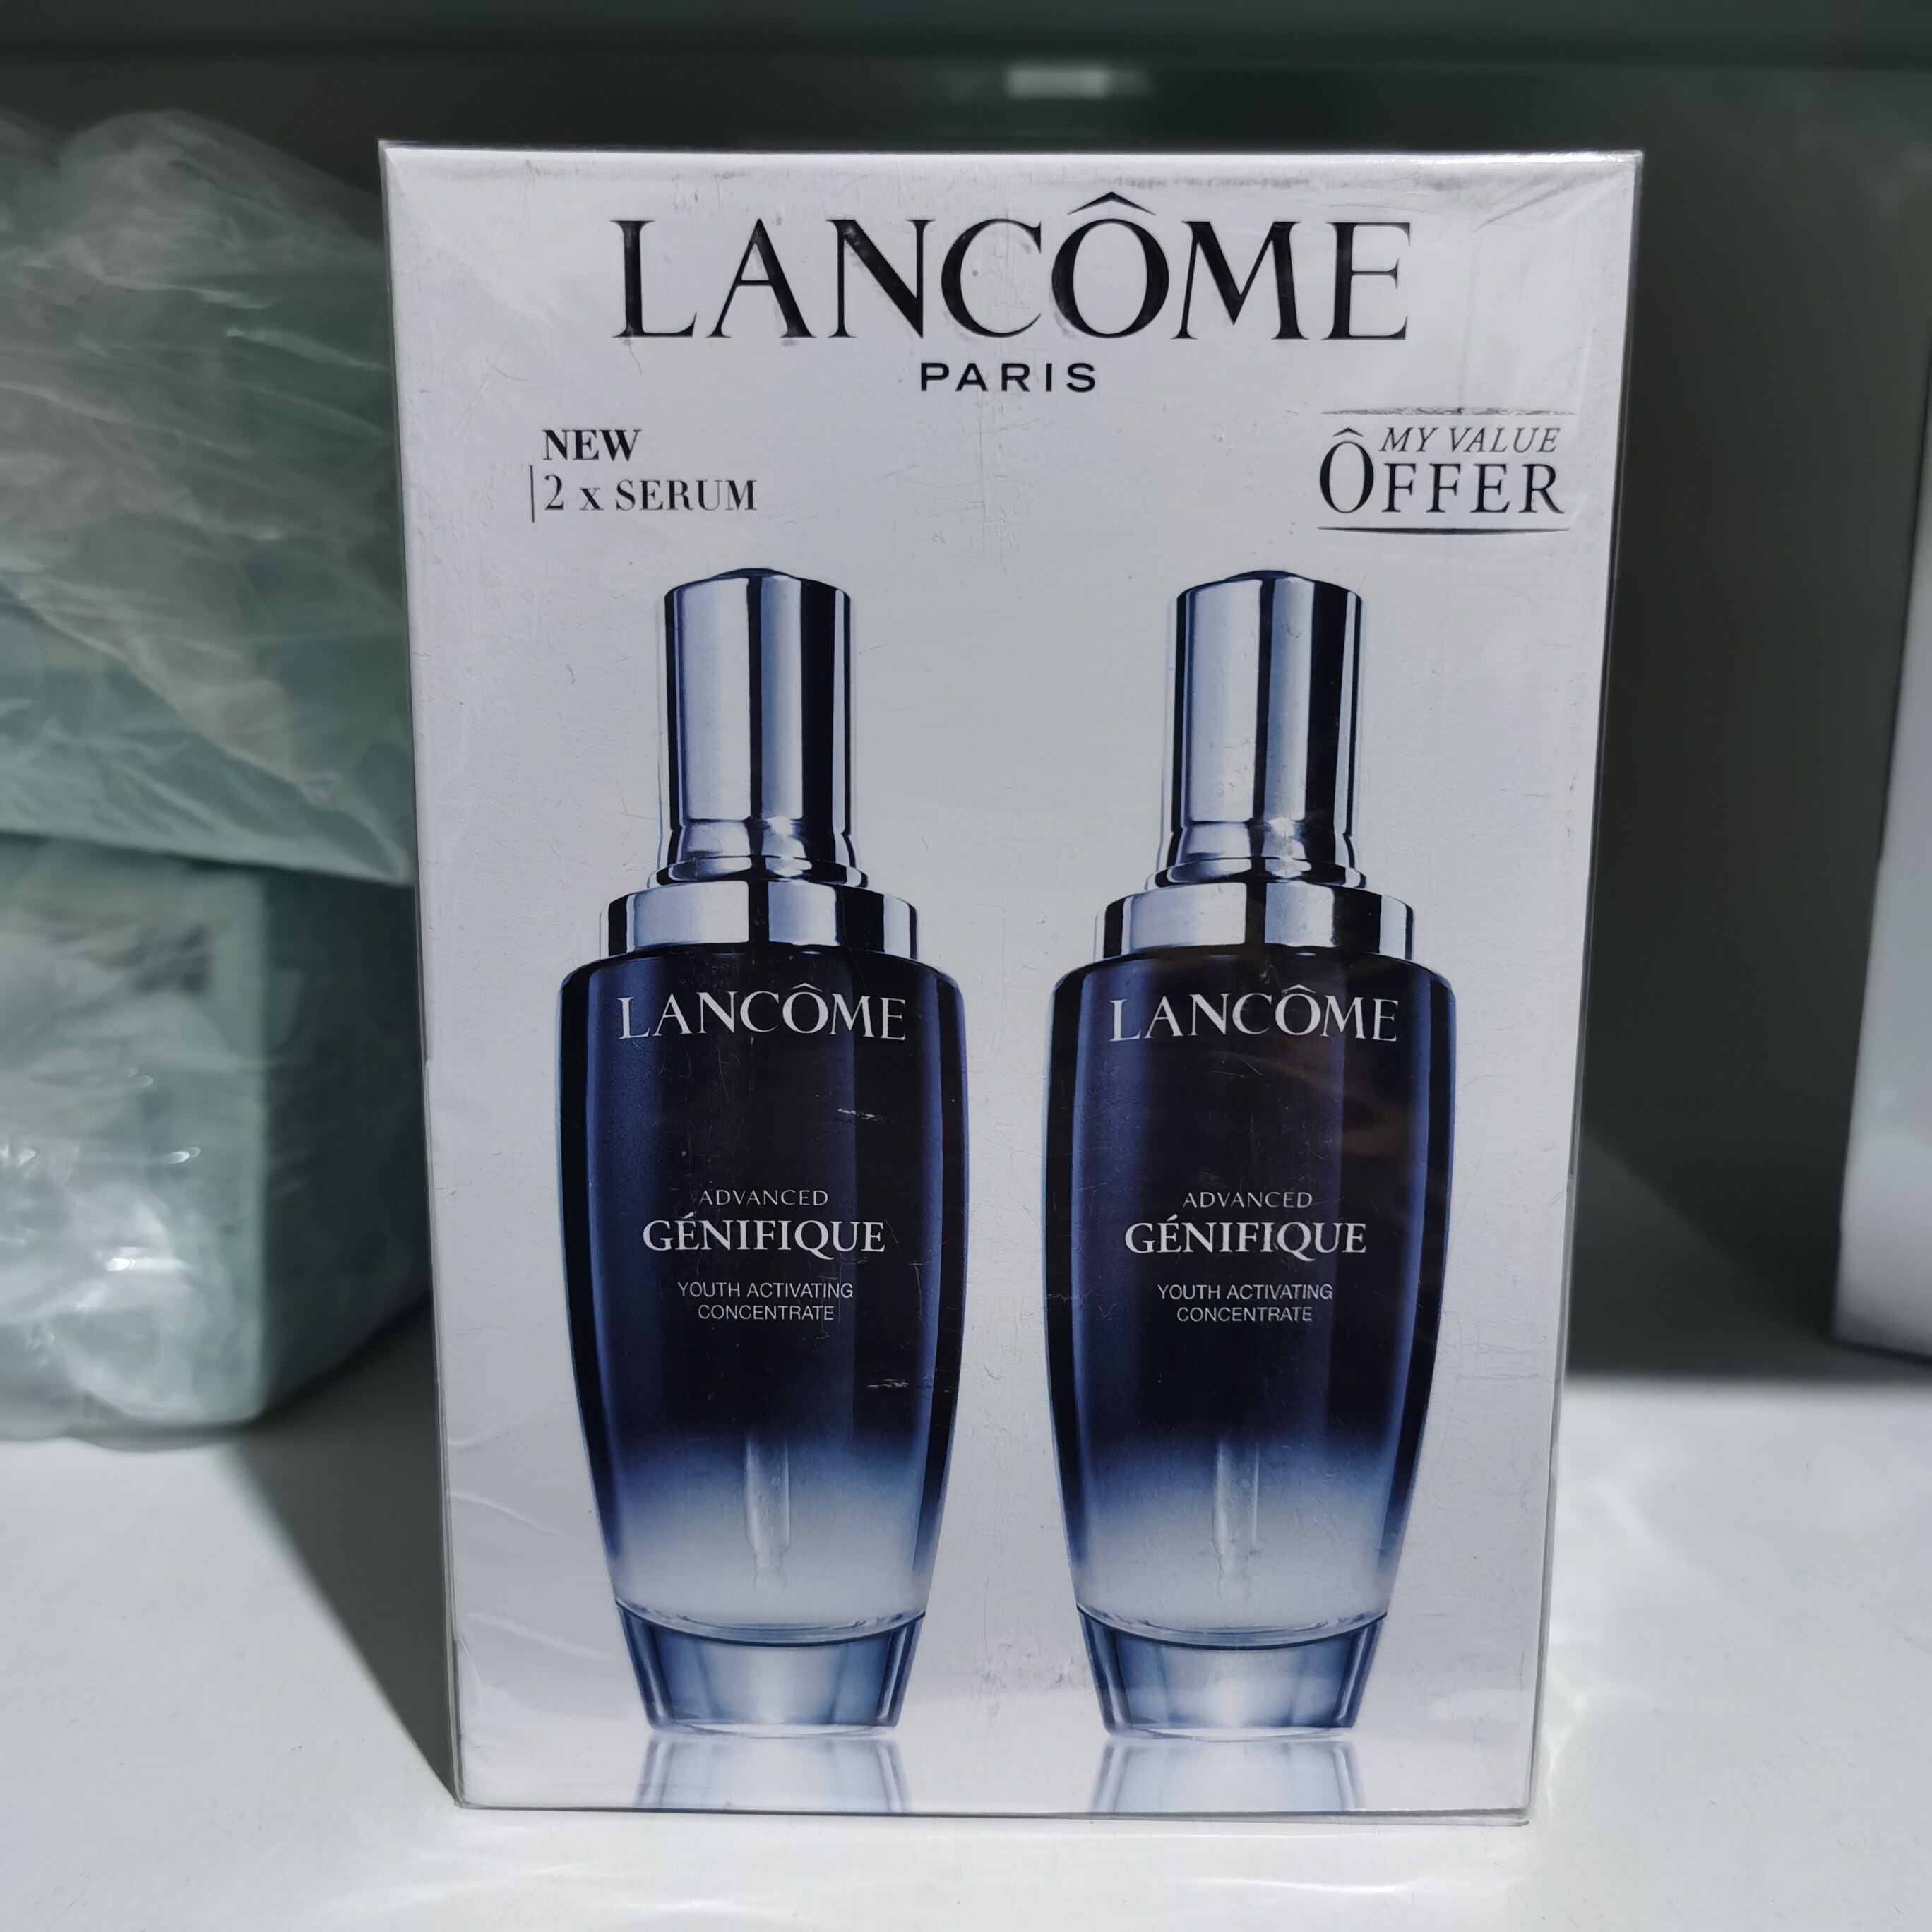 LANCÔME
PARIS
NEW
2 x SERUM
MY VALUE
ÔFFER
LANCÔME
ADVANCED
GÉNIFIQUE
YOUTH ACTIVATING
CONCENTRATE
LANCÔME
ADVANCED
GÉNIFIQUE
YOUTH ACTIVATING
CONCENTRATE